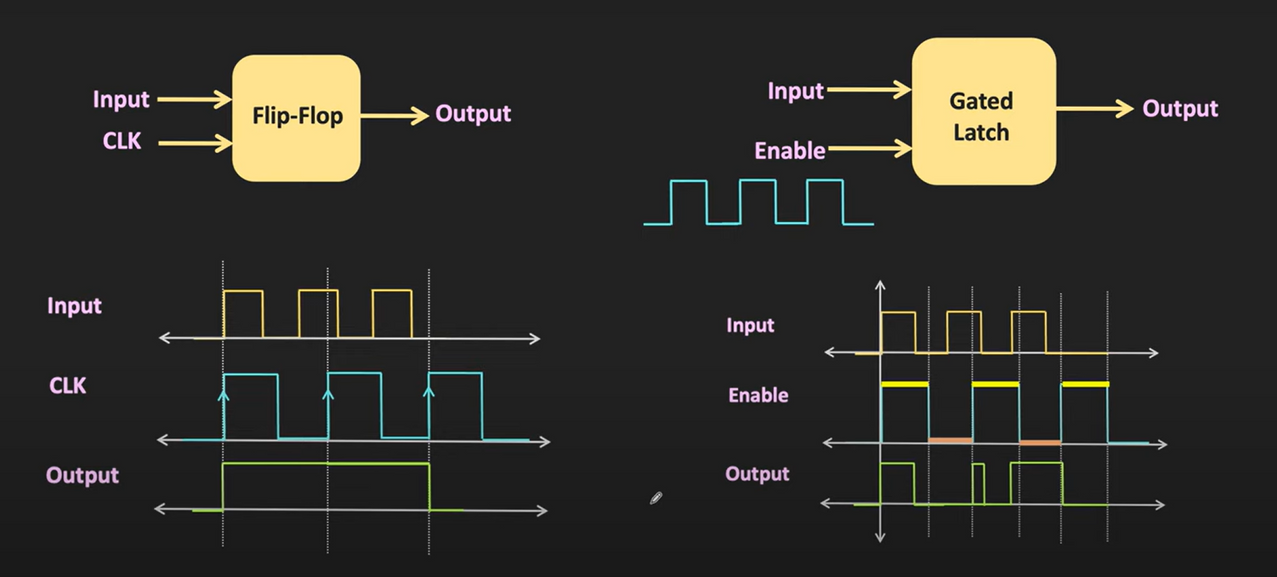 Input
CLK
Flip-Flop
Output
Input
Enable
Gated
Latch
Output
Input
CLK
Output
Input
Enable
Output